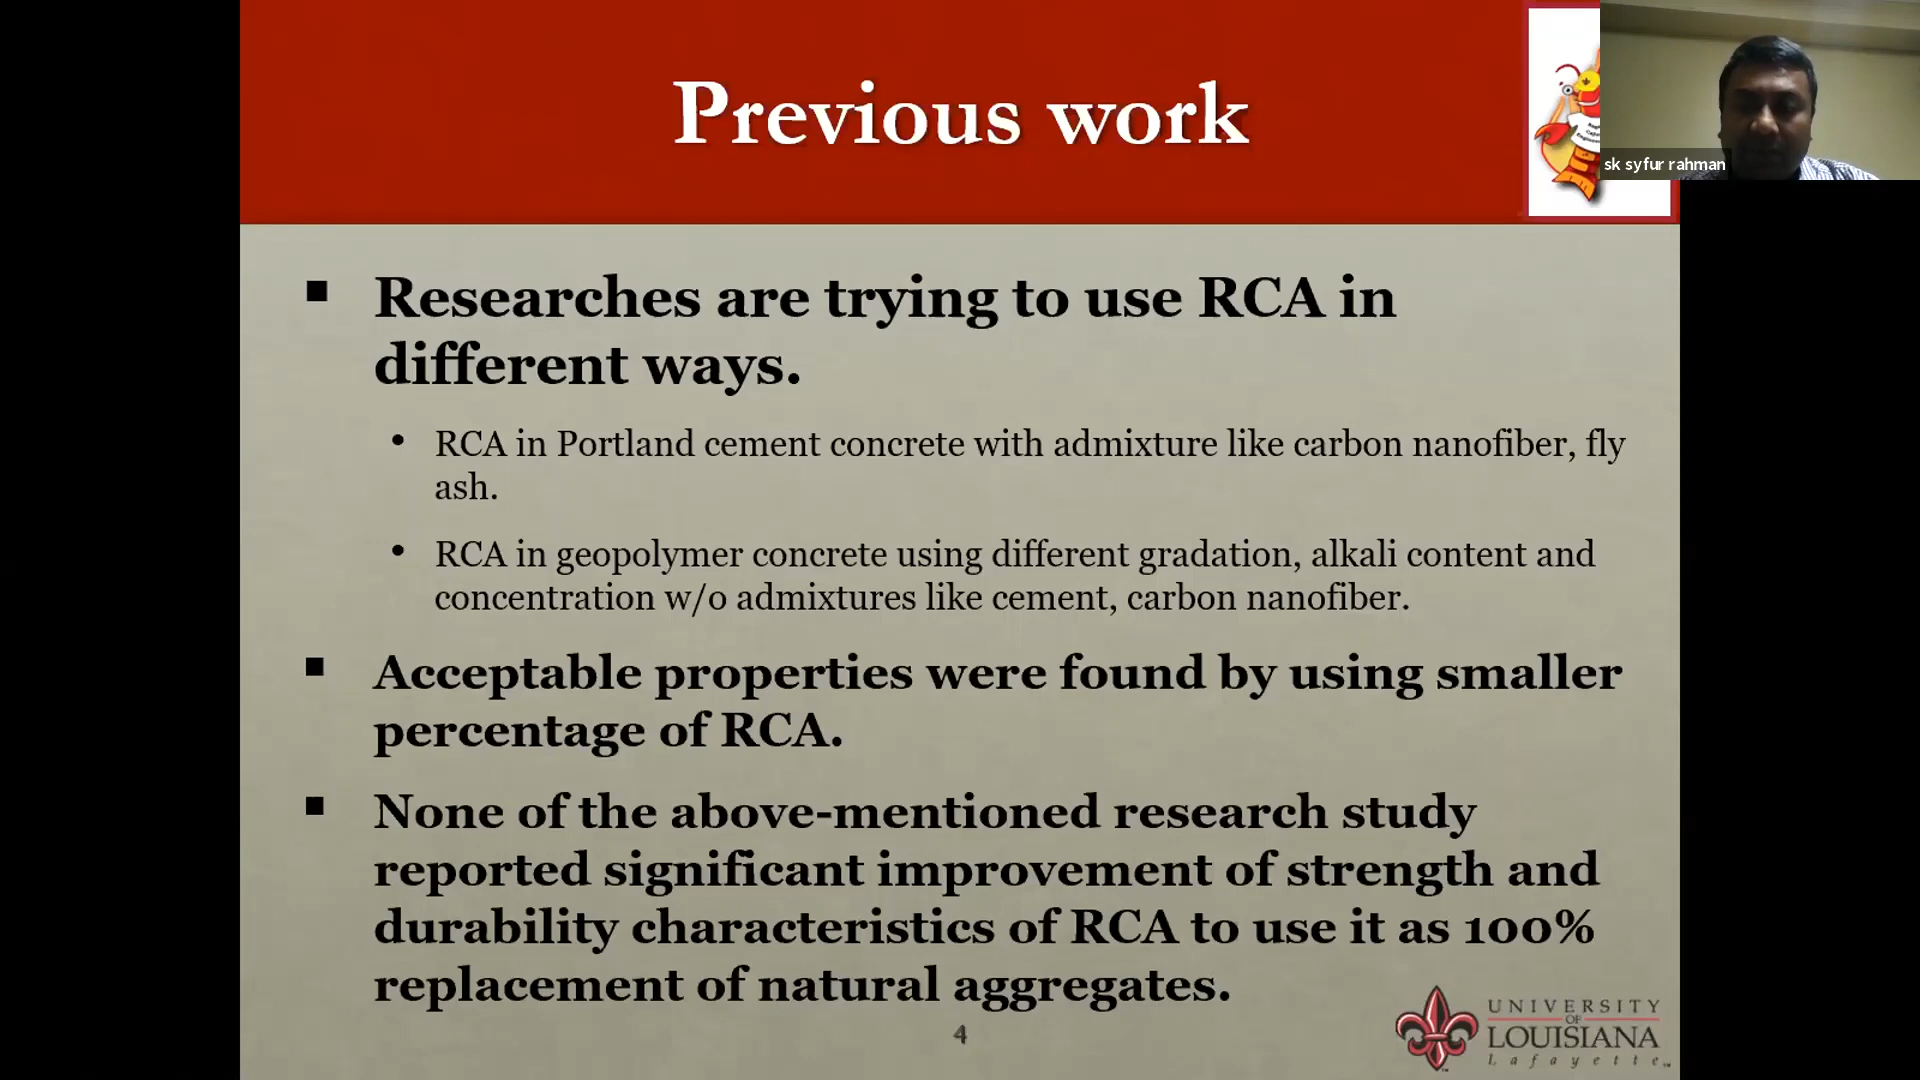 Previous work
sk syfur rahman
▪ Researches are trying to use RCA in
different ways.
• RCA in Portland cement concrete with admixture like carbon nanofiber, fly
ash.
• RCA in geopolymer concrete using different gradation, alkali content and
concentration w/o admixtures like cement, carbon nanofiber.
▪ Acceptable properties were found by using smaller
percentage of RCA.
▪ None of the above-mentioned research study
reported significant improvement of strength and
durability characteristics of RCA to use it as 100%
replacement of natural aggregates.
4
UNIVERSITY
OF
LOUISIANA
Lafayette™